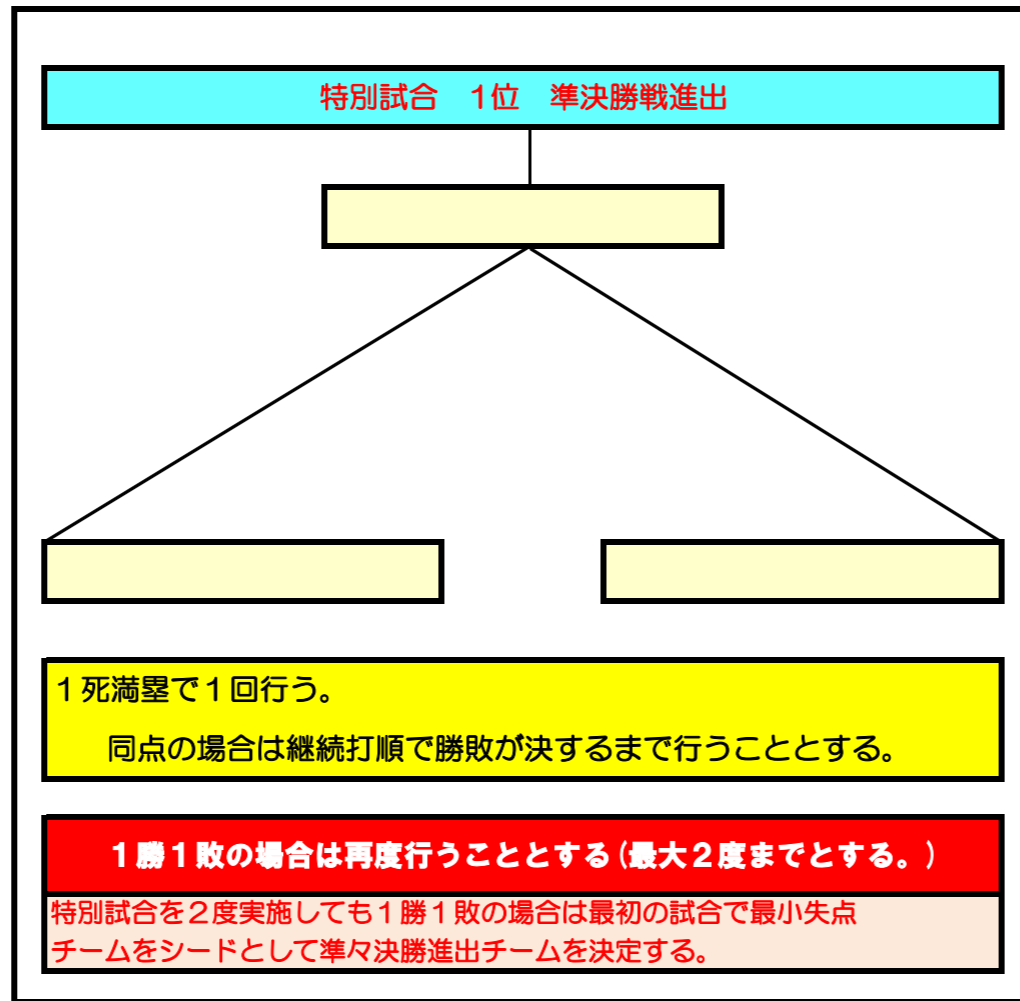 特別試合　1位　準決勝戦進出
１死満塁で１回行う。
同点の場合は継続打順で勝敗が決するまで行うこととする。
１勝１敗の場合は再度行うこととする(最大２度までとする。)
特別試合を２度実施しても１勝１敗の場合は最初の試合で最小失点
チームをシードとして準々決勝進出チームを決定する。